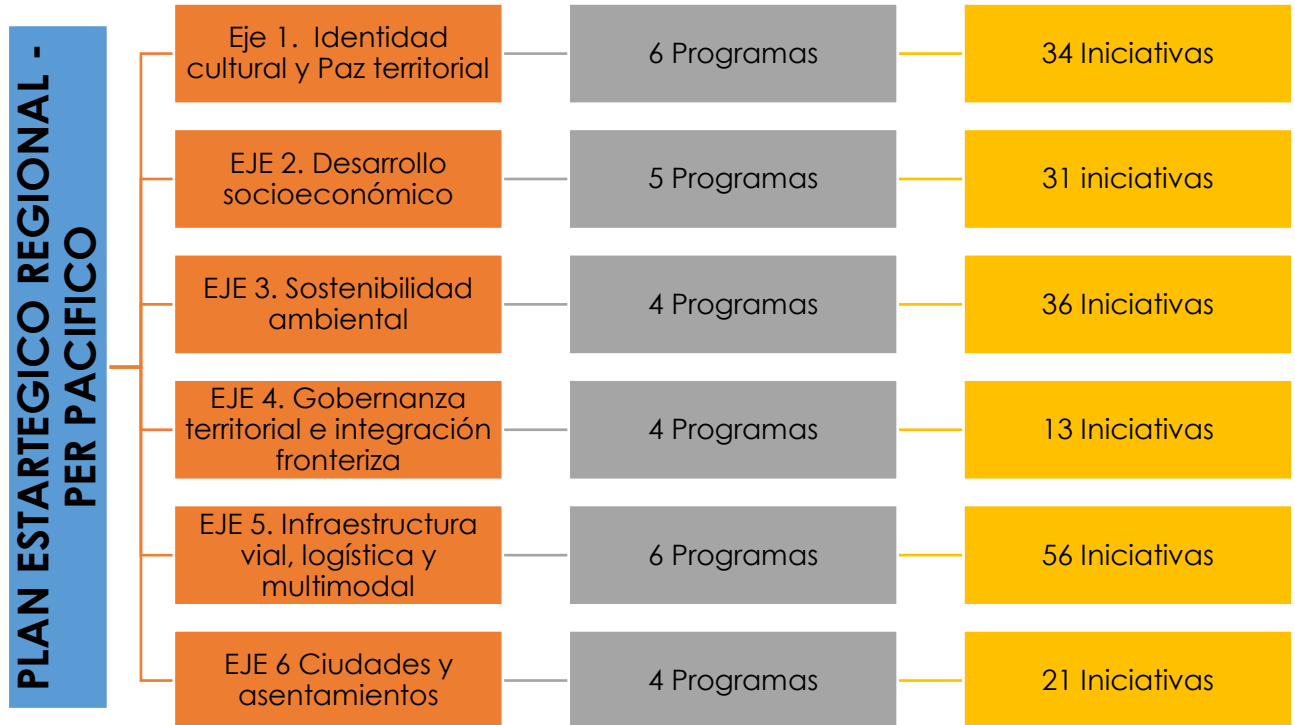 PLAN ESTARTEGICO REGIONAL -
PER PACIFICO
Eje 1.  Identidad
cultural y Paz territorial
6 Programas
34 Iniciativas
EJE 2. Desarrollo
socioeconómico
5 Programas
31 iniciativas
EJE 3. Sostenibilidad
ambiental
4 Programas
36 Iniciativas
EJE 4. Gobernanza
territorial e integración
fronteriza
4 Programas
13 Iniciativas
EJE 5. Infraestructura
vial, logística y
multimodal
6 Programas
56 Iniciativas
EJE 6 Ciudades y
asentamientos
4 Programas
21 Iniciativas